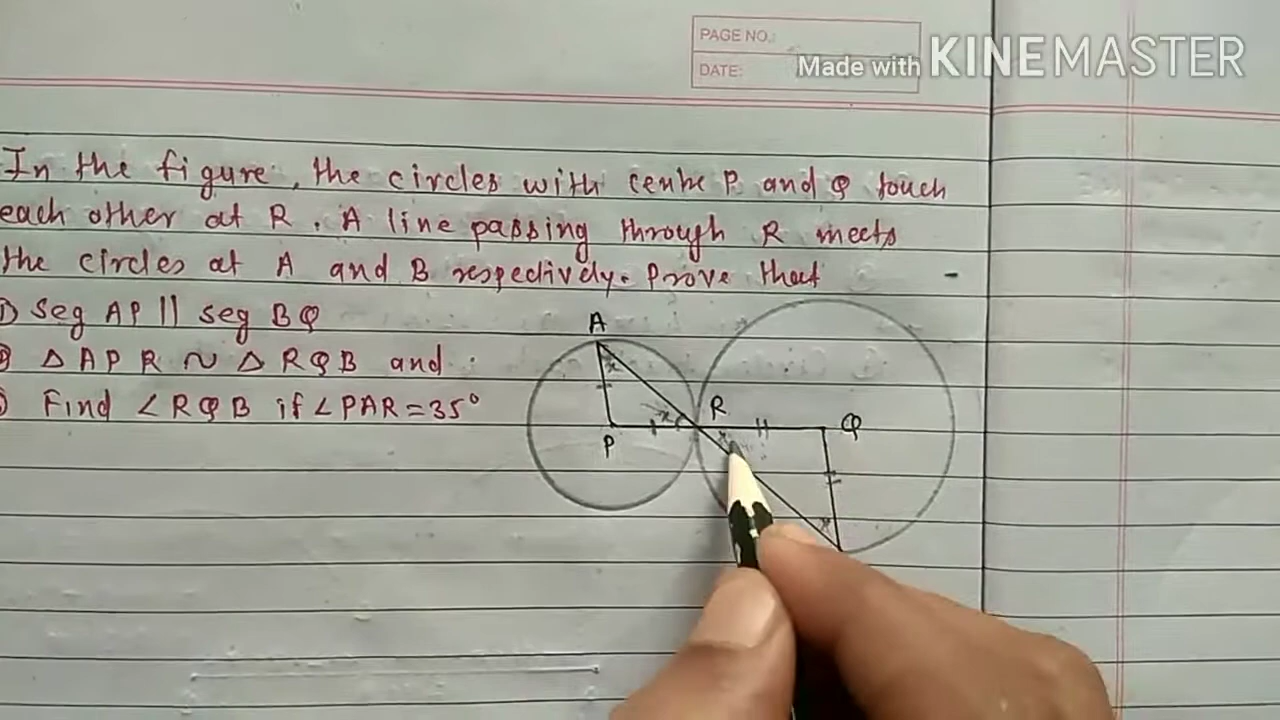 PAGE NO.:
DATE:
Made with KINEMASTER
In the figure, the circles with centre P and Q touch
each other at R. A line passing through R meets
the circles at A and B respectively. Prove that
1) seg AP || seg BQ
△ APR ~ △ RQB and
Find ∠RQB if ∠PAR = 35°
A
R
Q
P